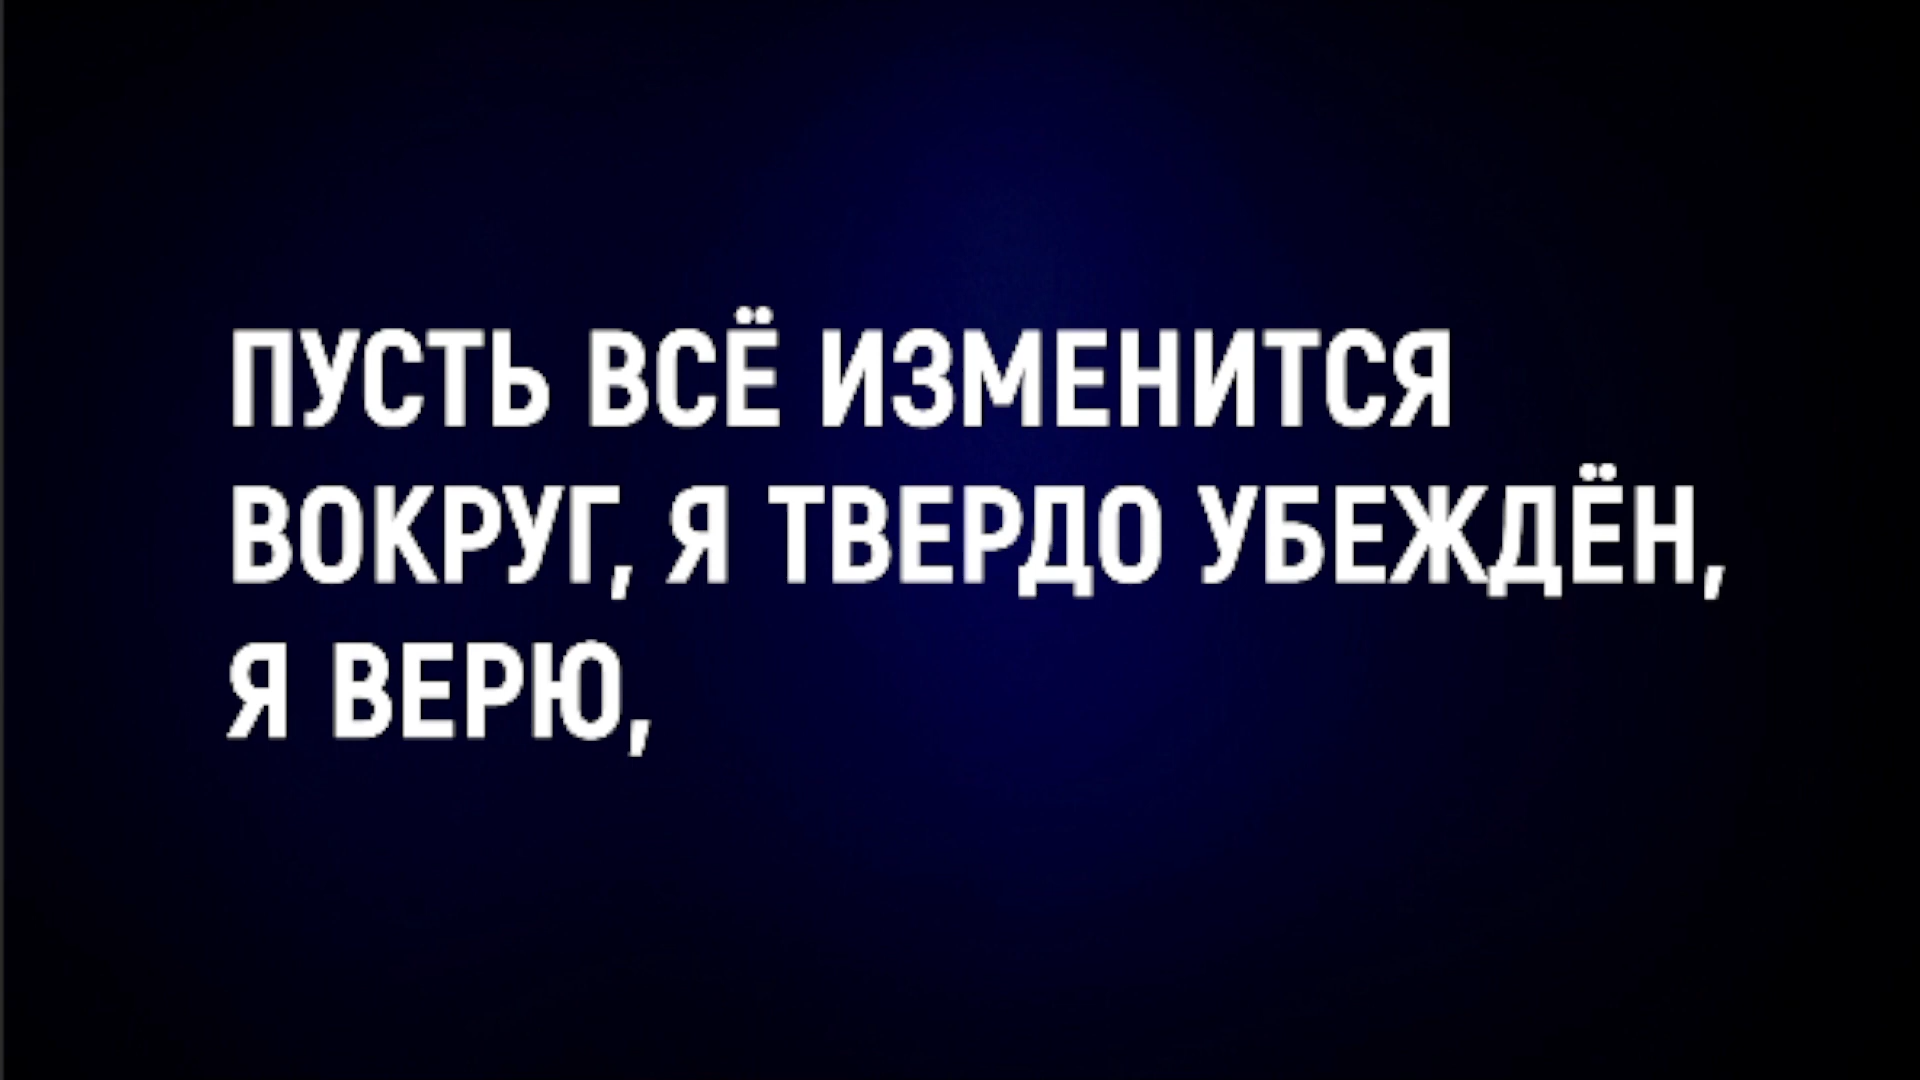 ПУСТЬ ВСЁ ИЗМЕНИТСЯ
ВОКРУГ, Я ТВЕРДО УБЕЖДЁН,
Я ВЕРЮ,